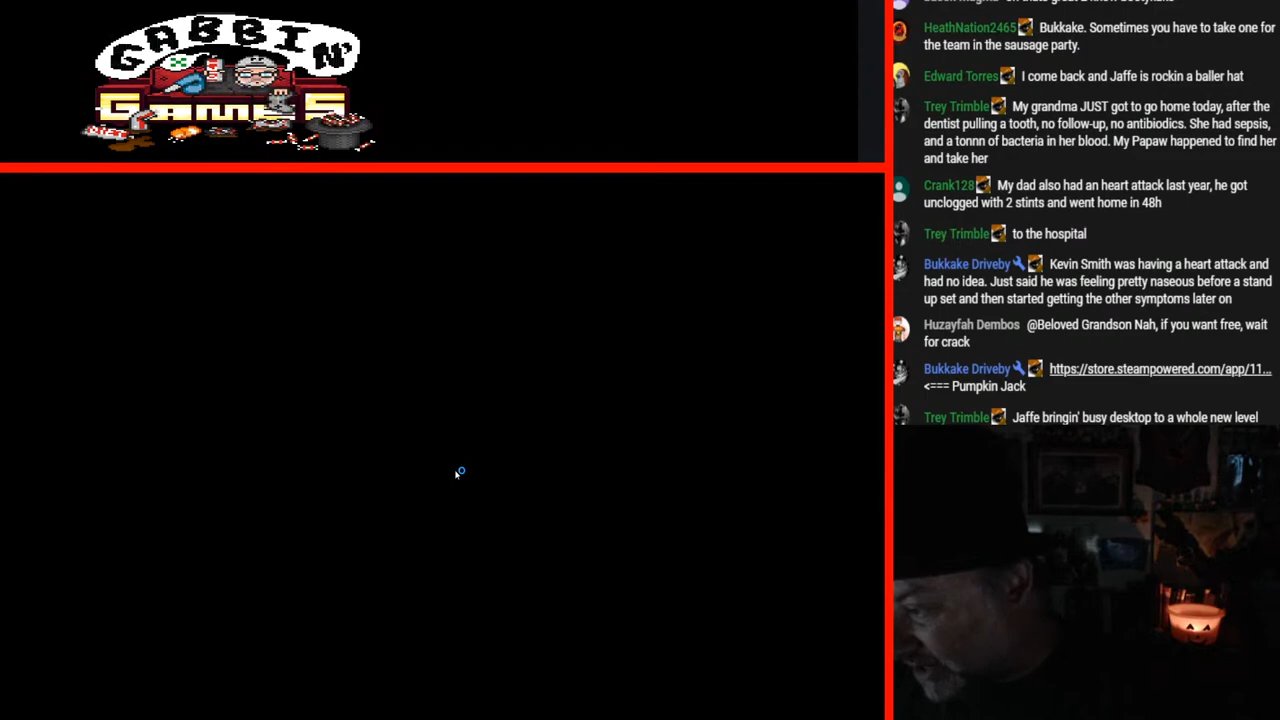 GABBIN'
GAMES
HeathNation2465 Bukkake. Sometimes you have to take one for
the team in the sausage party.
Edward Torres I come back and Jaffe is rockin a baller hat
Trey Trimble My grandma JUST got to go home today, after the
dentist pulling a tooth, no follow-up, no antibiotics. She had sepsis,
and a tonnn of bacteria in her blood. My Papaw happened to find her
and take her
Crank128 My dad also had an heart attack last year, he got
unclogged with 2 stints and went home in 48h
Trey Trimble to the hospital
Bukkake Driveby Kevin Smith was having a heart attack and
had no idea. Just said he was feeling pretty naseous before a stand
up set and then started getting the other symptoms later on
Huzayfah Dembos @Beloved Grandson Nah, if you want free, wait
for crack
Bukkake Driveby https://store.steampowered.com/app/11...
<=== Pumpkin Jack
Trey Trimble Jaffe bringin' busy desktop to a whole new level